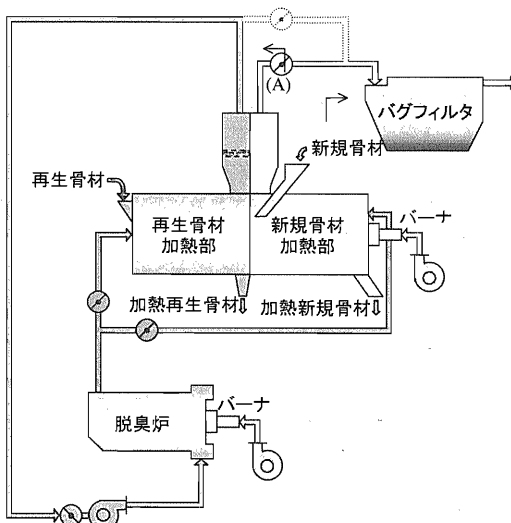 (A)
バグフィルタ
新規骨材
再生骨材
再生骨材
加熱部
新規骨材
加熱部
バーナ
加熱再生骨材
加熱新規骨材
脱臭炉
バーナ